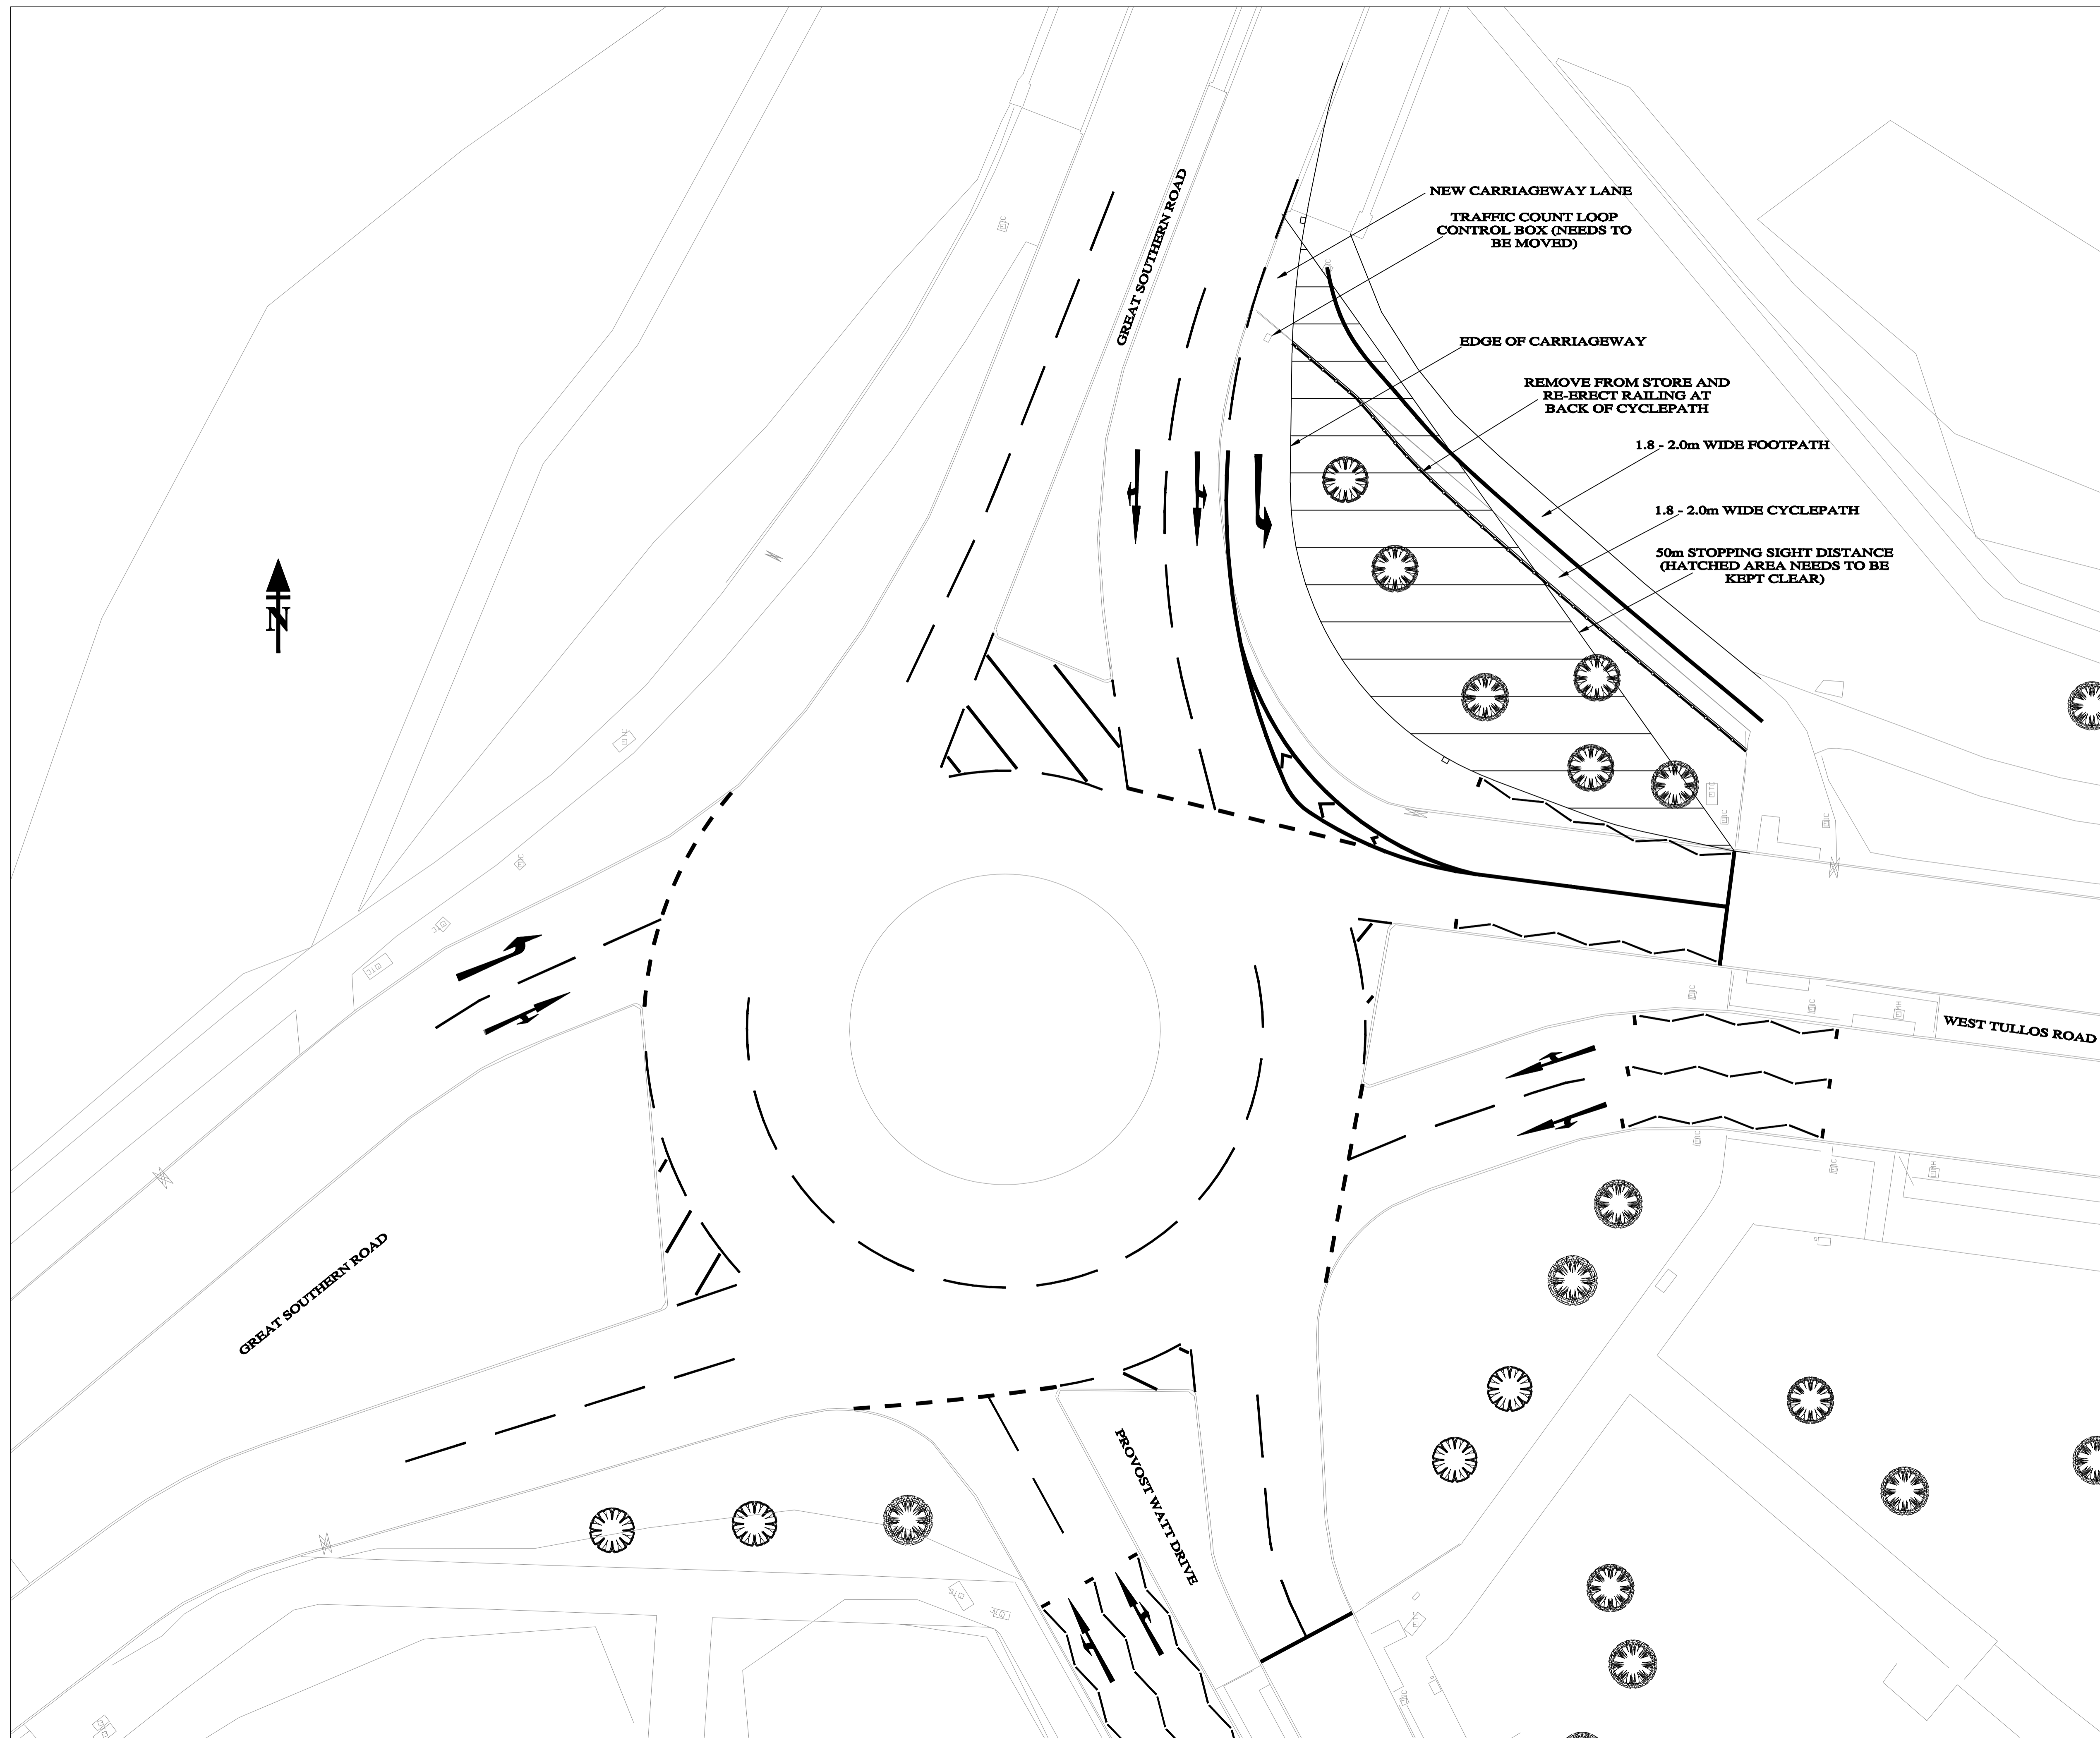 NEW CARRIAGEWAY LANE
TRAFFIC COUNT LOOP
CONTROL BOX (NEEDS TO
BE MOVED)
GREAT SOUTHERN ROAD
EDGE OF CARRIAGEWAY
REMOVE FROM STORE AND
RE-ERECT RAILING AT
BACK OF CYCLEPATH
1.8 - 2.0m WIDE FOOTPATH
1.8 - 2.0m WIDE CYCLEPATH
50m STOPPING SIGHT DISTANCE
(HATCHED AREA NEEDS TO BE
KEPT CLEAR)
N
WEST TULLOS ROAD
GREAT SOUTHERN ROAD
PROVOST WATT DRIVE